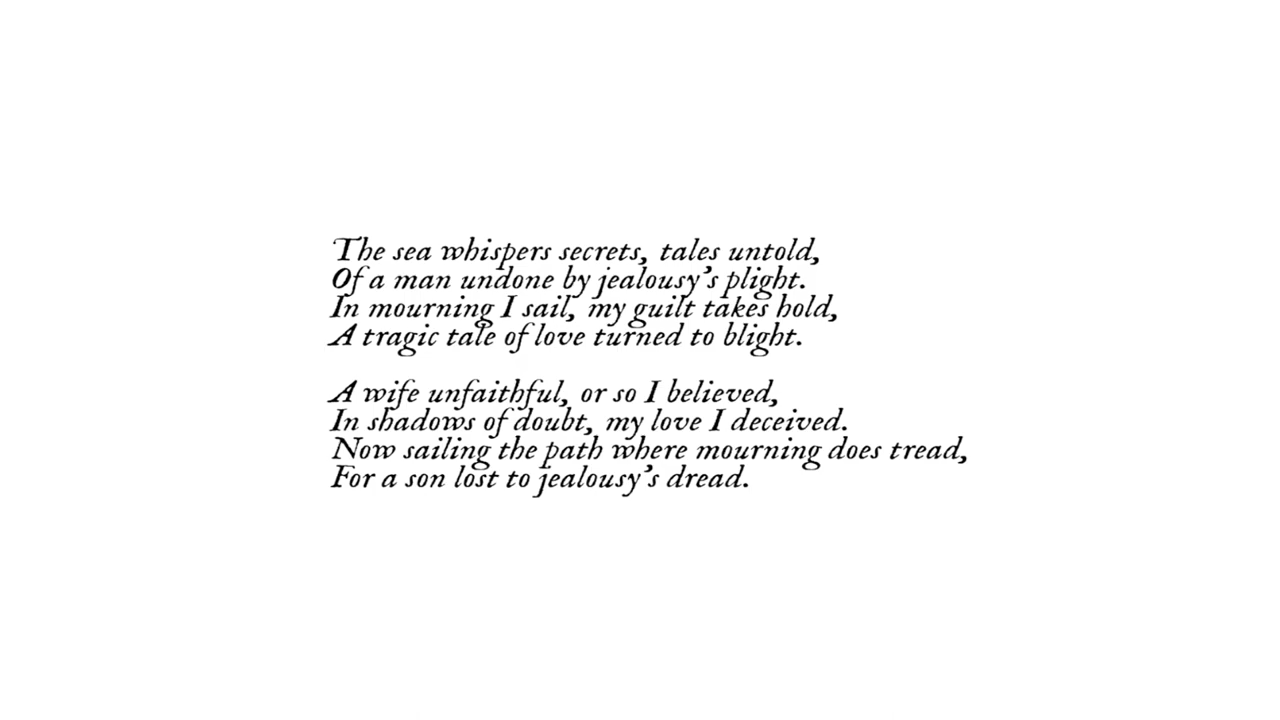 The sea whispers secrets, tales untold,
Of a man undone by jealousy's plight.
In mourning I sail, my guilt takes hold,
A tragic tale of love turned to blight.
A wife unfaithful, or so I believed,
In shadows of doubt, my love I deceived.
Now sailing the path where mourning does tread,
For a son lost to jealousy's dread.